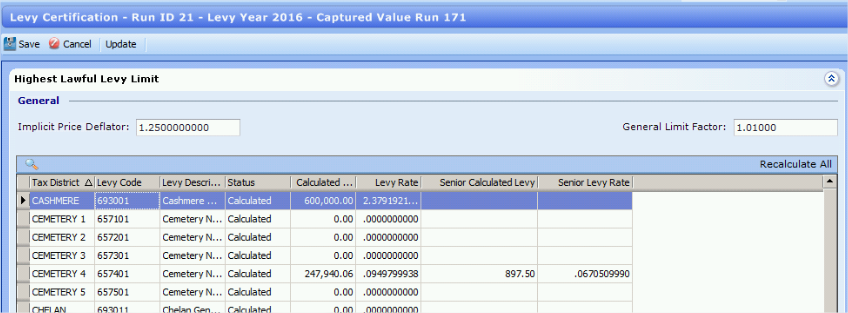 Levy Certification - Run ID 21 - Levy Year 2016 - Captured Value Run 171
Save Cancel Update
Highest Lawful Levy Limit
General
Implicit Price Deflator: 1.2500000000 General Limit Factor: 1.01000
Recalculate All
Tax District Levy Code Levy Descri... Status Calculated ... Levy Rate Senior Calculated Levy Senior Levy Rate
CASHMERE 693001 Cashmere ... Calculated 600,000.00 2.3791921...
CEMETERY 1 657101 Cemetery N... Calculated 0.00 .0000000000
CEMETERY 2 657201 Cemetery N... Calculated 0.00 .0000000000
CEMETERY 3 657301 Cemetery N... Calculated 0.00 .0000000000
CEMETERY 4 657401 Cemetery N... Calculated 247,940.06 .0949799938 897.50 .0670509990
CEMETERY 5 657501 Cemetery N... Calculated 0.00 .0000000000
CHELAN 693011 Chelan Gen... Calculated 0.00 .0000000000